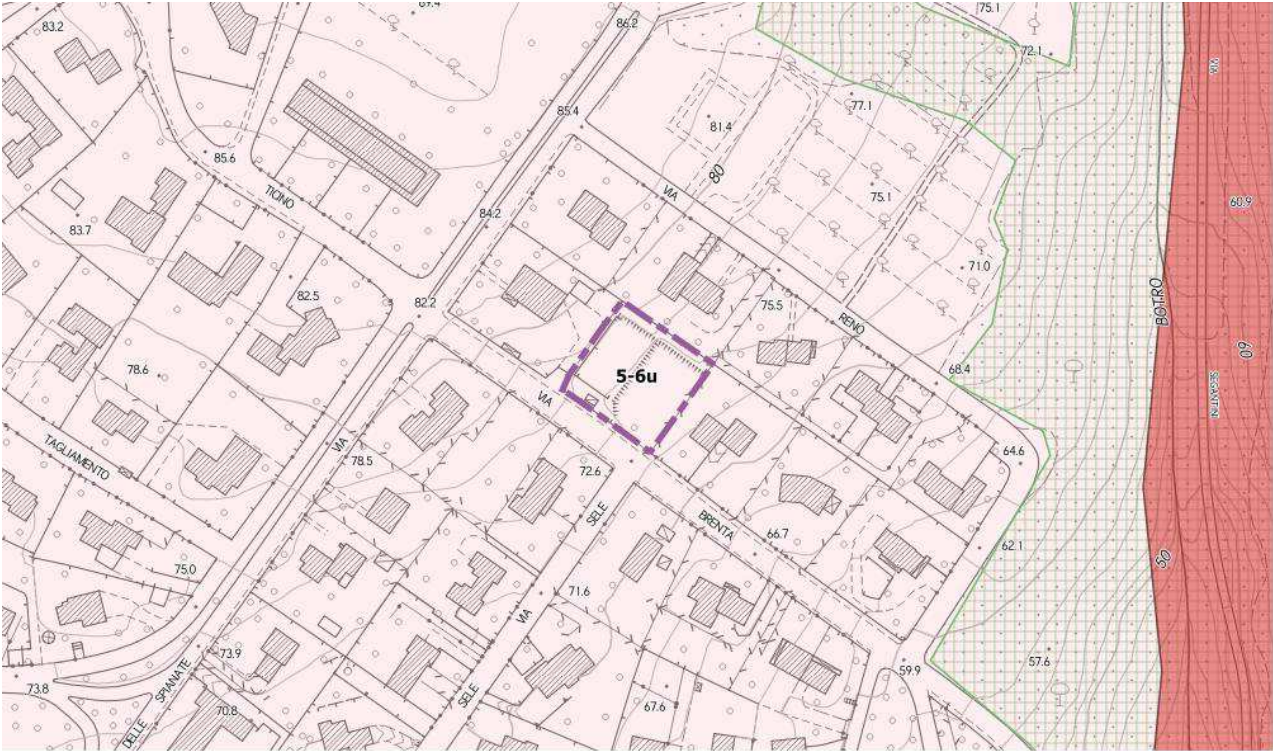 89.4
83.2
86.2
75.1
72.1
VIA
85.4
77.1
81.4
85.6
80
TICINO
VIA
75.1
84.2
60.9
83.7
71.0
82.5
82.2
75.5
BOTRO
RENO
60
78.6
5-6u
68.4
SEGANTINI
VIA
TAGLIAMENTO
VIA
78.5
72.6
64.6
SELE
BRENTA
66.7
62.1
50
75.0
71.6
VIA
73.9
57.6
59.9
SPIANATE
73.8
SELE
70.8
67.6
DELLE